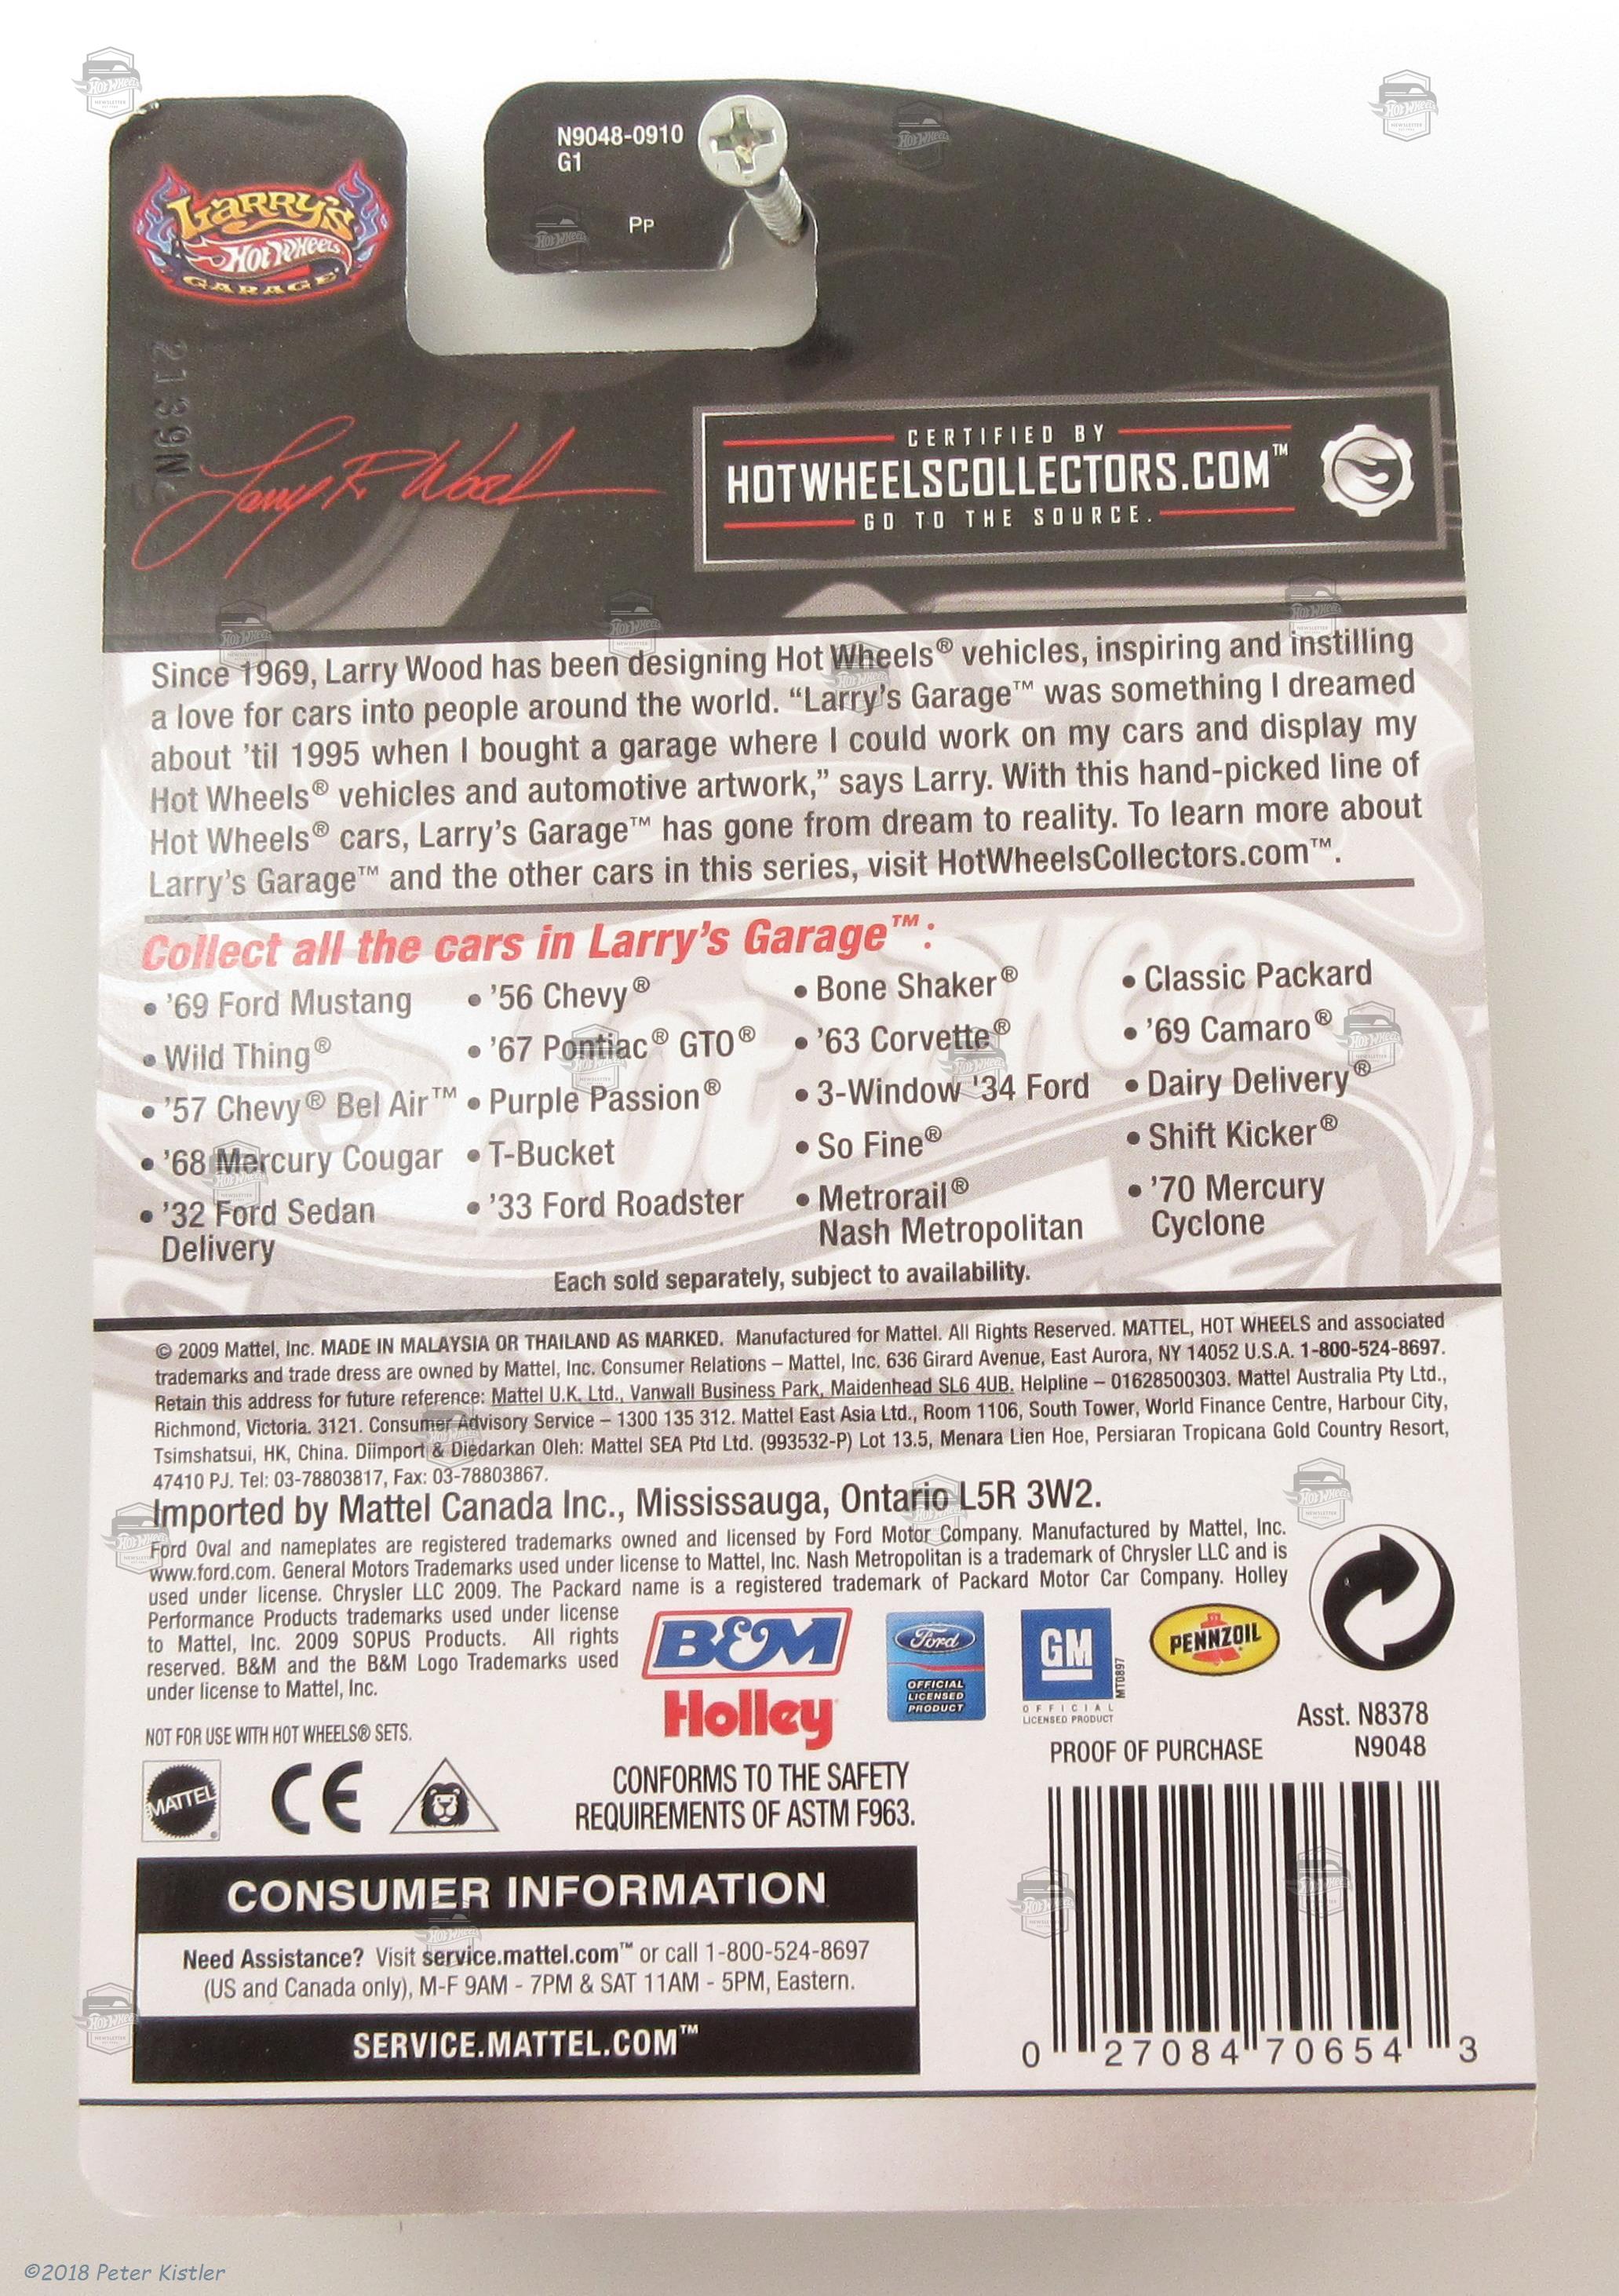 N9048-0910
G1
Pp
LARRY'S
Hot Wheels
GARAGE
2139N
Larry R Wood
CERTIFIED BY
HOTWHEELSCOLLECTORS.COM™
GO TO THE SOURCE.
Since 1969, Larry Wood has been designing Hot Wheels® vehicles, inspiring and instilling
a love for cars into people around the world. “Larry’s Garage™ was something I dreamed
about ’til 1995 when I bought a garage where I could work on my cars and display my
Hot Wheels® vehicles and automotive artwork,” says Larry. With this hand-picked line of
Hot Wheels® cars, Larry’s Garage™ has gone from dream to reality. To learn more about
Larry’s Garage™ and the other cars in this series, visit HotWheelsCollectors.com™.
Collect all the cars in Larry’s Garage™:
• ’69 Ford Mustang
• Wild Thing®
• ’57 Chevy® Bel Air™
• ’68 Mercury Cougar
• ’32 Ford Sedan
Delivery
• ’56 Chevy®
• ’67 Pontiac® GTO®
• Purple Passion®
• T-Bucket
• ’33 Ford Roadster
• Bone Shaker®
• ’63 Corvette®
• 3-Window '34 Ford
• So Fine®
• Metrorail®
Nash Metropolitan
• Classic Packard
• ’69 Camaro®
• Dairy Delivery®
• Shift Kicker®
• ’70 Mercury
Cyclone
Each sold separately, subject to availability.
© 2009 Mattel, Inc. MADE IN MALAYSIA OR THAILAND AS MARKED. Manufactured for Mattel. All Rights Reserved. MATTEL, HOT WHEELS and associated
trademarks and trade dress are owned by Mattel, Inc. Consumer Relations – Mattel, Inc. 636 Girard Avenue, East Aurora, NY 14052 U.S.A. 1-800-524-8697.
Retain this address for future reference: Mattel U.K. Ltd., Vanwall Business Park, Maidenhead SL6 4UB. Helpline – 01628500303. Mattel Australia Pty Ltd.,
Richmond, Victoria. 3121. Consumer Advisory Service – 1300 135 312. Mattel East Asia Ltd., Room 1106, South Tower, World Finance Centre, Harbour City,
Tsimshatsui, HK, China. Diimport & Diedarkan Oleh: Mattel SEA Ptd Ltd. (993532-P) Lot 13.5, Menara Lien Hoe, Persiaran Tropicana Gold Country Resort,
47410 PJ. Tel: 03-78803817, Fax: 03-78803867.
Imported by Mattel Canada Inc., Mississauga, Ontario L5R 3W2.
Ford Oval and nameplates are registered trademarks owned and licensed by Ford Motor Company. Manufactured by Mattel, Inc.
www.ford.com. General Motors Trademarks used under license to Mattel, Inc. Nash Metropolitan is a trademark of Chrysler LLC and is
used under license. Chrysler LLC 2009. The Packard name is a registered trademark of Packard Motor Car Company. Holley
Performance Products trademarks used under license
to Mattel, Inc. 2009 SOPUS Products. All rights
reserved. B&M and the B&M Logo Trademarks used
under license to Mattel, Inc.
B&M
Holley
Ford
OFFICIAL
LICENSED
PRODUCT
GM
MT0897
OFFICIAL
LICENSED PRODUCT
PENNZOIL
NOT FOR USE WITH HOT WHEELS® SETS.
Asst. N8378
N9048
PROOF OF PURCHASE
MATTEL
CE
CONFORMS TO THE SAFETY
REQUIREMENTS OF ASTM F963.
CONSUMER INFORMATION
Need Assistance? Visit service.mattel.com™ or call 1-800-524-8697
(US and Canada only), M-F 9AM - 7PM & SAT 11AM - 5PM, Eastern.
SERVICE.MATTEL.COM™
0 27084 70654 3
©2018 Peter Kistler